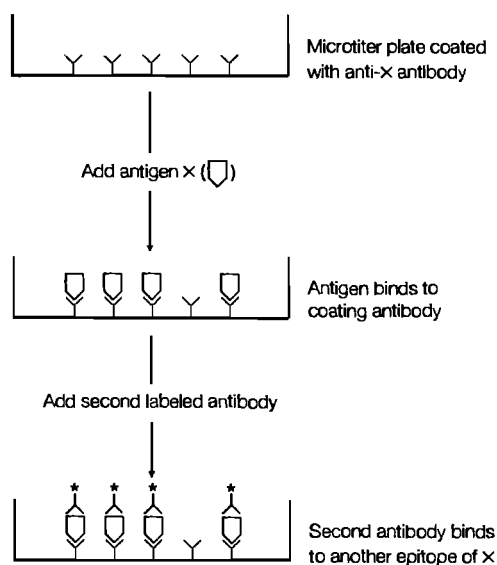 Microtiter plate coated
with anti-× antibody
Add antigen × ( )
Antigen binds to
coating antibody
Add second labeled antibody
* * * *
Second antibody binds
to another epitope of ×